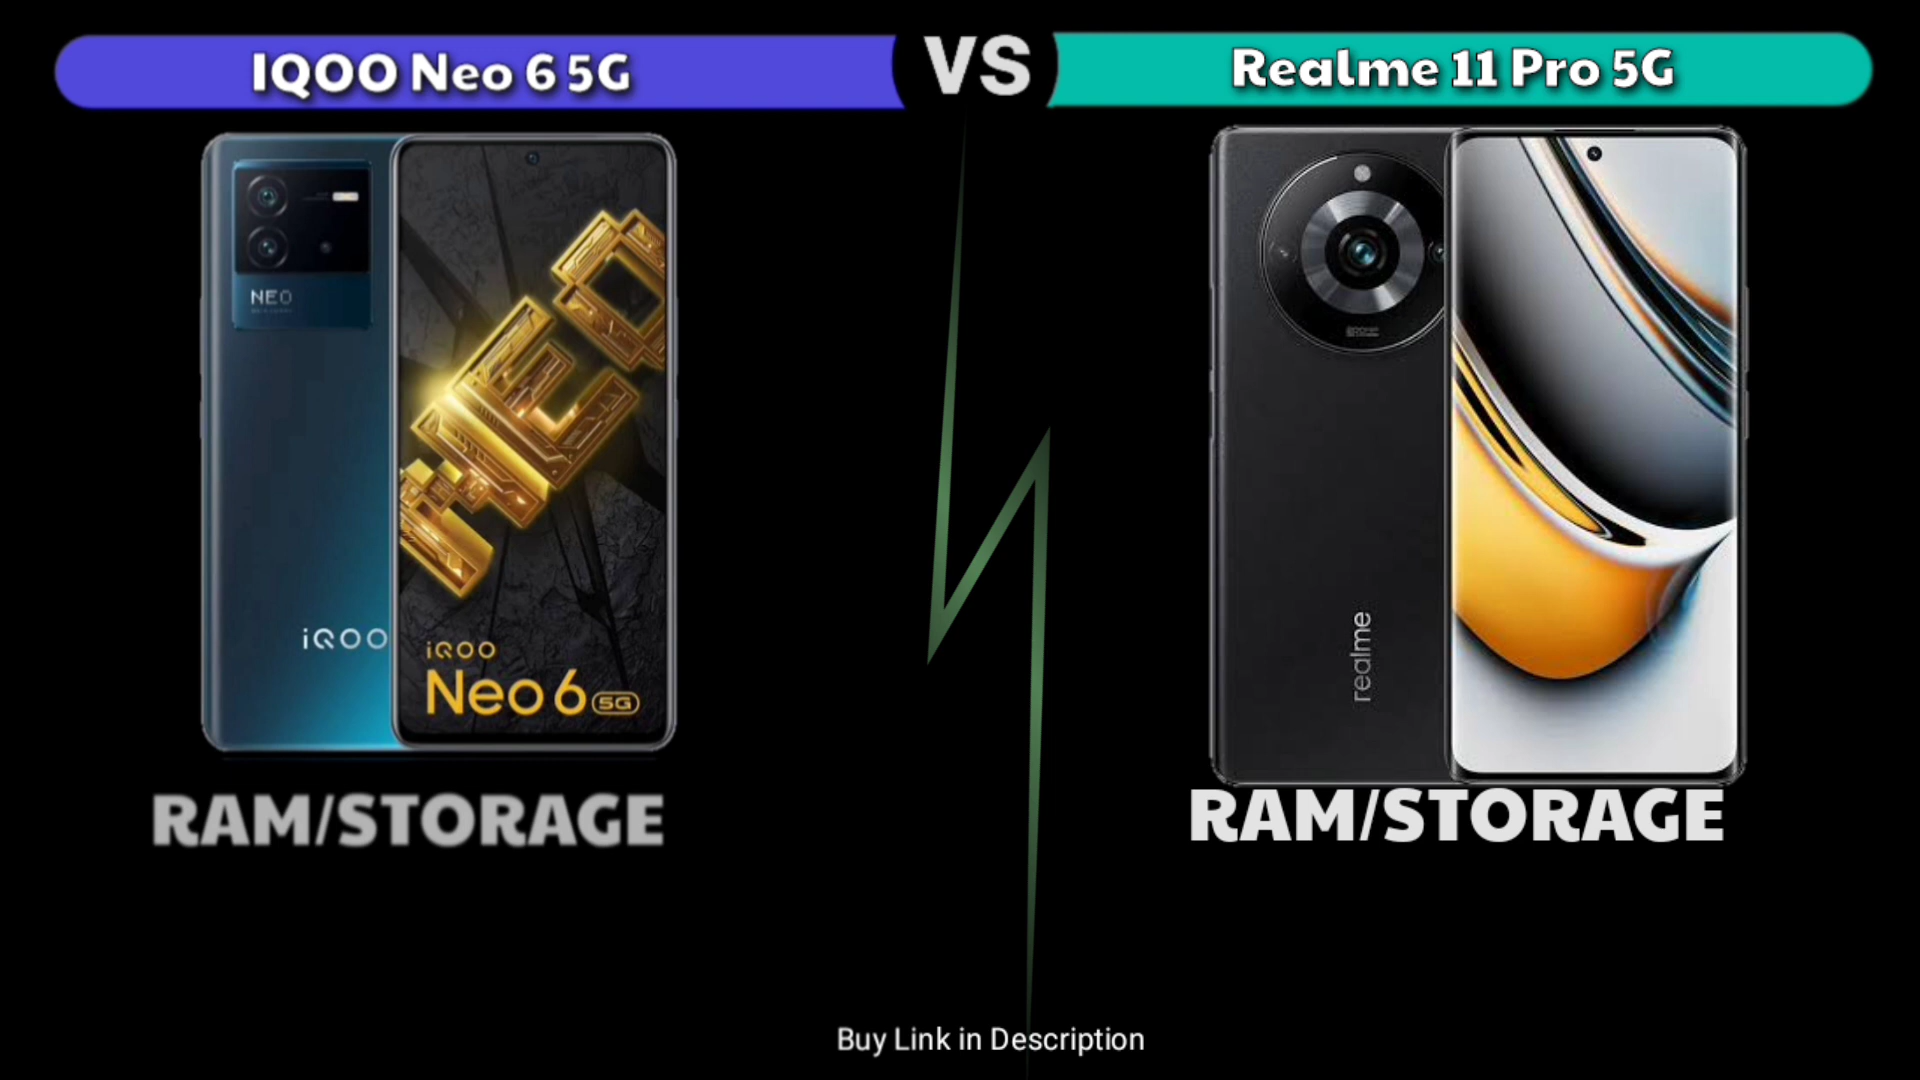 IQOO Neo 6 5G
VS
Realme 11 Pro 5G
NEO
iQOO
NEO
iQOO
Neo 6 5G
realme
RAM/STORAGE
RAM/STORAGE
Buy Link in Description